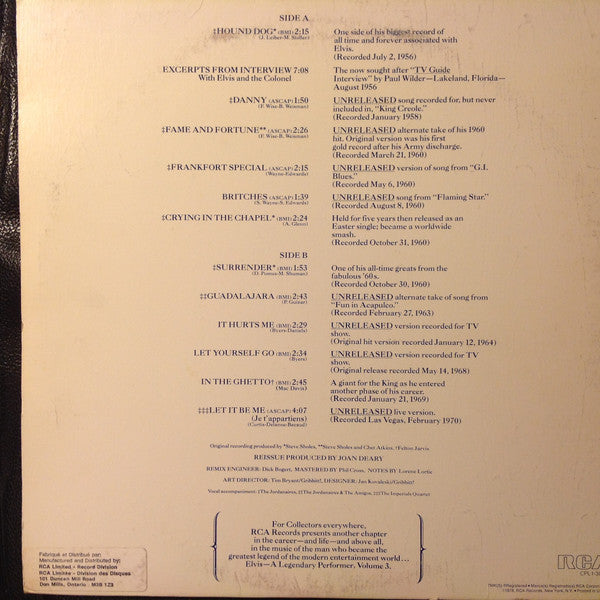 SIDE A
‡HOUND DOG* (BMI) 2:15
(J. Leiber-M. Stoller)
One side of his biggest record of
all time and forever associated with
Elvis.
(Recorded July 2, 1956)
EXCERPTS FROM INTERVIEW 7:08
With Elvis and the Colonel
The now sought after "TV Guide
Interview" by Paul Wilder—Lakeland, Florida—
August 1956
‡DANNY (ASCAP) 1:50
(F. Wise-B. Weisman)
UNRELEASED song recorded for, but never
included in, "King Creole."
(Recorded January 1958)
‡FAME AND FORTUNE** (ASCAP) 2:26
(F. Wise-B. Weisman)
UNRELEASED alternate take of his 1960
hit. Original version was his first
gold record after his Army discharge.
(Recorded March 21, 1960)
‡FRANKFORT SPECIAL (ASCAP) 2:15
(Wayne-Edwards)
UNRELEASED version of song from "G.I.
Blues."
(Recorded May 6, 1960)
BRITCHES (ASCAP) 1:39
(S. Wayne-S. Edwards)
UNRELEASED song from "Flaming Star."
(Recorded August 8, 1960)
‡CRYING IN THE CHAPEL* (BMI) 2:24
(A. Glenn)
Held for five years then released as an
Easter single; became a worldwide
smash.
(Recorded October 31, 1960)
SIDE B
‡SURRENDER* (BMI) 1:53
(D. Pomus-M. Shuman)
One of his all-time greats from the
fabulous '60s.
(Recorded October 30, 1960)
‡‡GUADALAJARA (BMI) 2:43
(P. Guizar)
UNRELEASED alternate take of song from
"Fun in Acapulco."
(Recorded February 27, 1963)
IT HURTS ME (BMI) 2:29
(Byers-Daniels)
UNRELEASED version recorded for TV
show.
(Original hit version recorded January 12, 1964)
LET YOURSELF GO (BMI) 2:34
(Byers)
UNRELEASED version recorded for TV
show.
(Original release recorded May 14, 1968)
IN THE GHETTO† (BMI) 2:45
(Mac Davis)
A giant for the King as he entered
another phase of his career.
(Recorded January 21, 1969)
‡‡‡LET IT BE ME (ASCAP) 4:07
(Je t'appartiens)
(Curtis-Delanoe-Becaud)
UNRELEASED live version.
(Recorded Las Vegas, February 1970)
Original recording produced by *Steve Sholes, **Steve Sholes and Chet Atkins, †Felton Jarvis
REISSUE PRODUCED BY JOAN DEARY
REMIX ENGINEER: Dick Bogert. MASTERED BY Phil Cross. NOTES BY Lorene Lortie
ART DIRECTOR: Tim Bryant/Gribbitt!. DESIGNER: Jan Kovaleski/Gribbitt!
Vocal accompaniment: ‡The Jordanaires, ‡‡The Jordanaires & The Amigos, ‡‡‡The Imperials Quartet
For Collectors everywhere,
RCA Records presents another chapter
in the career—and life—and above all,
in the music of the man who became the
greatest legend of the modern entertainment world...
Elvis—A Legendary Performer, Volume 3.
Fabriqué et Distribué par:
Manufactured and Distributed by:
RCA Limited - Record Division
RCA Limitée - Division des Disques
101 Duncan Mill Road
Don Mills, Ontario M3B 1Z3
RCA